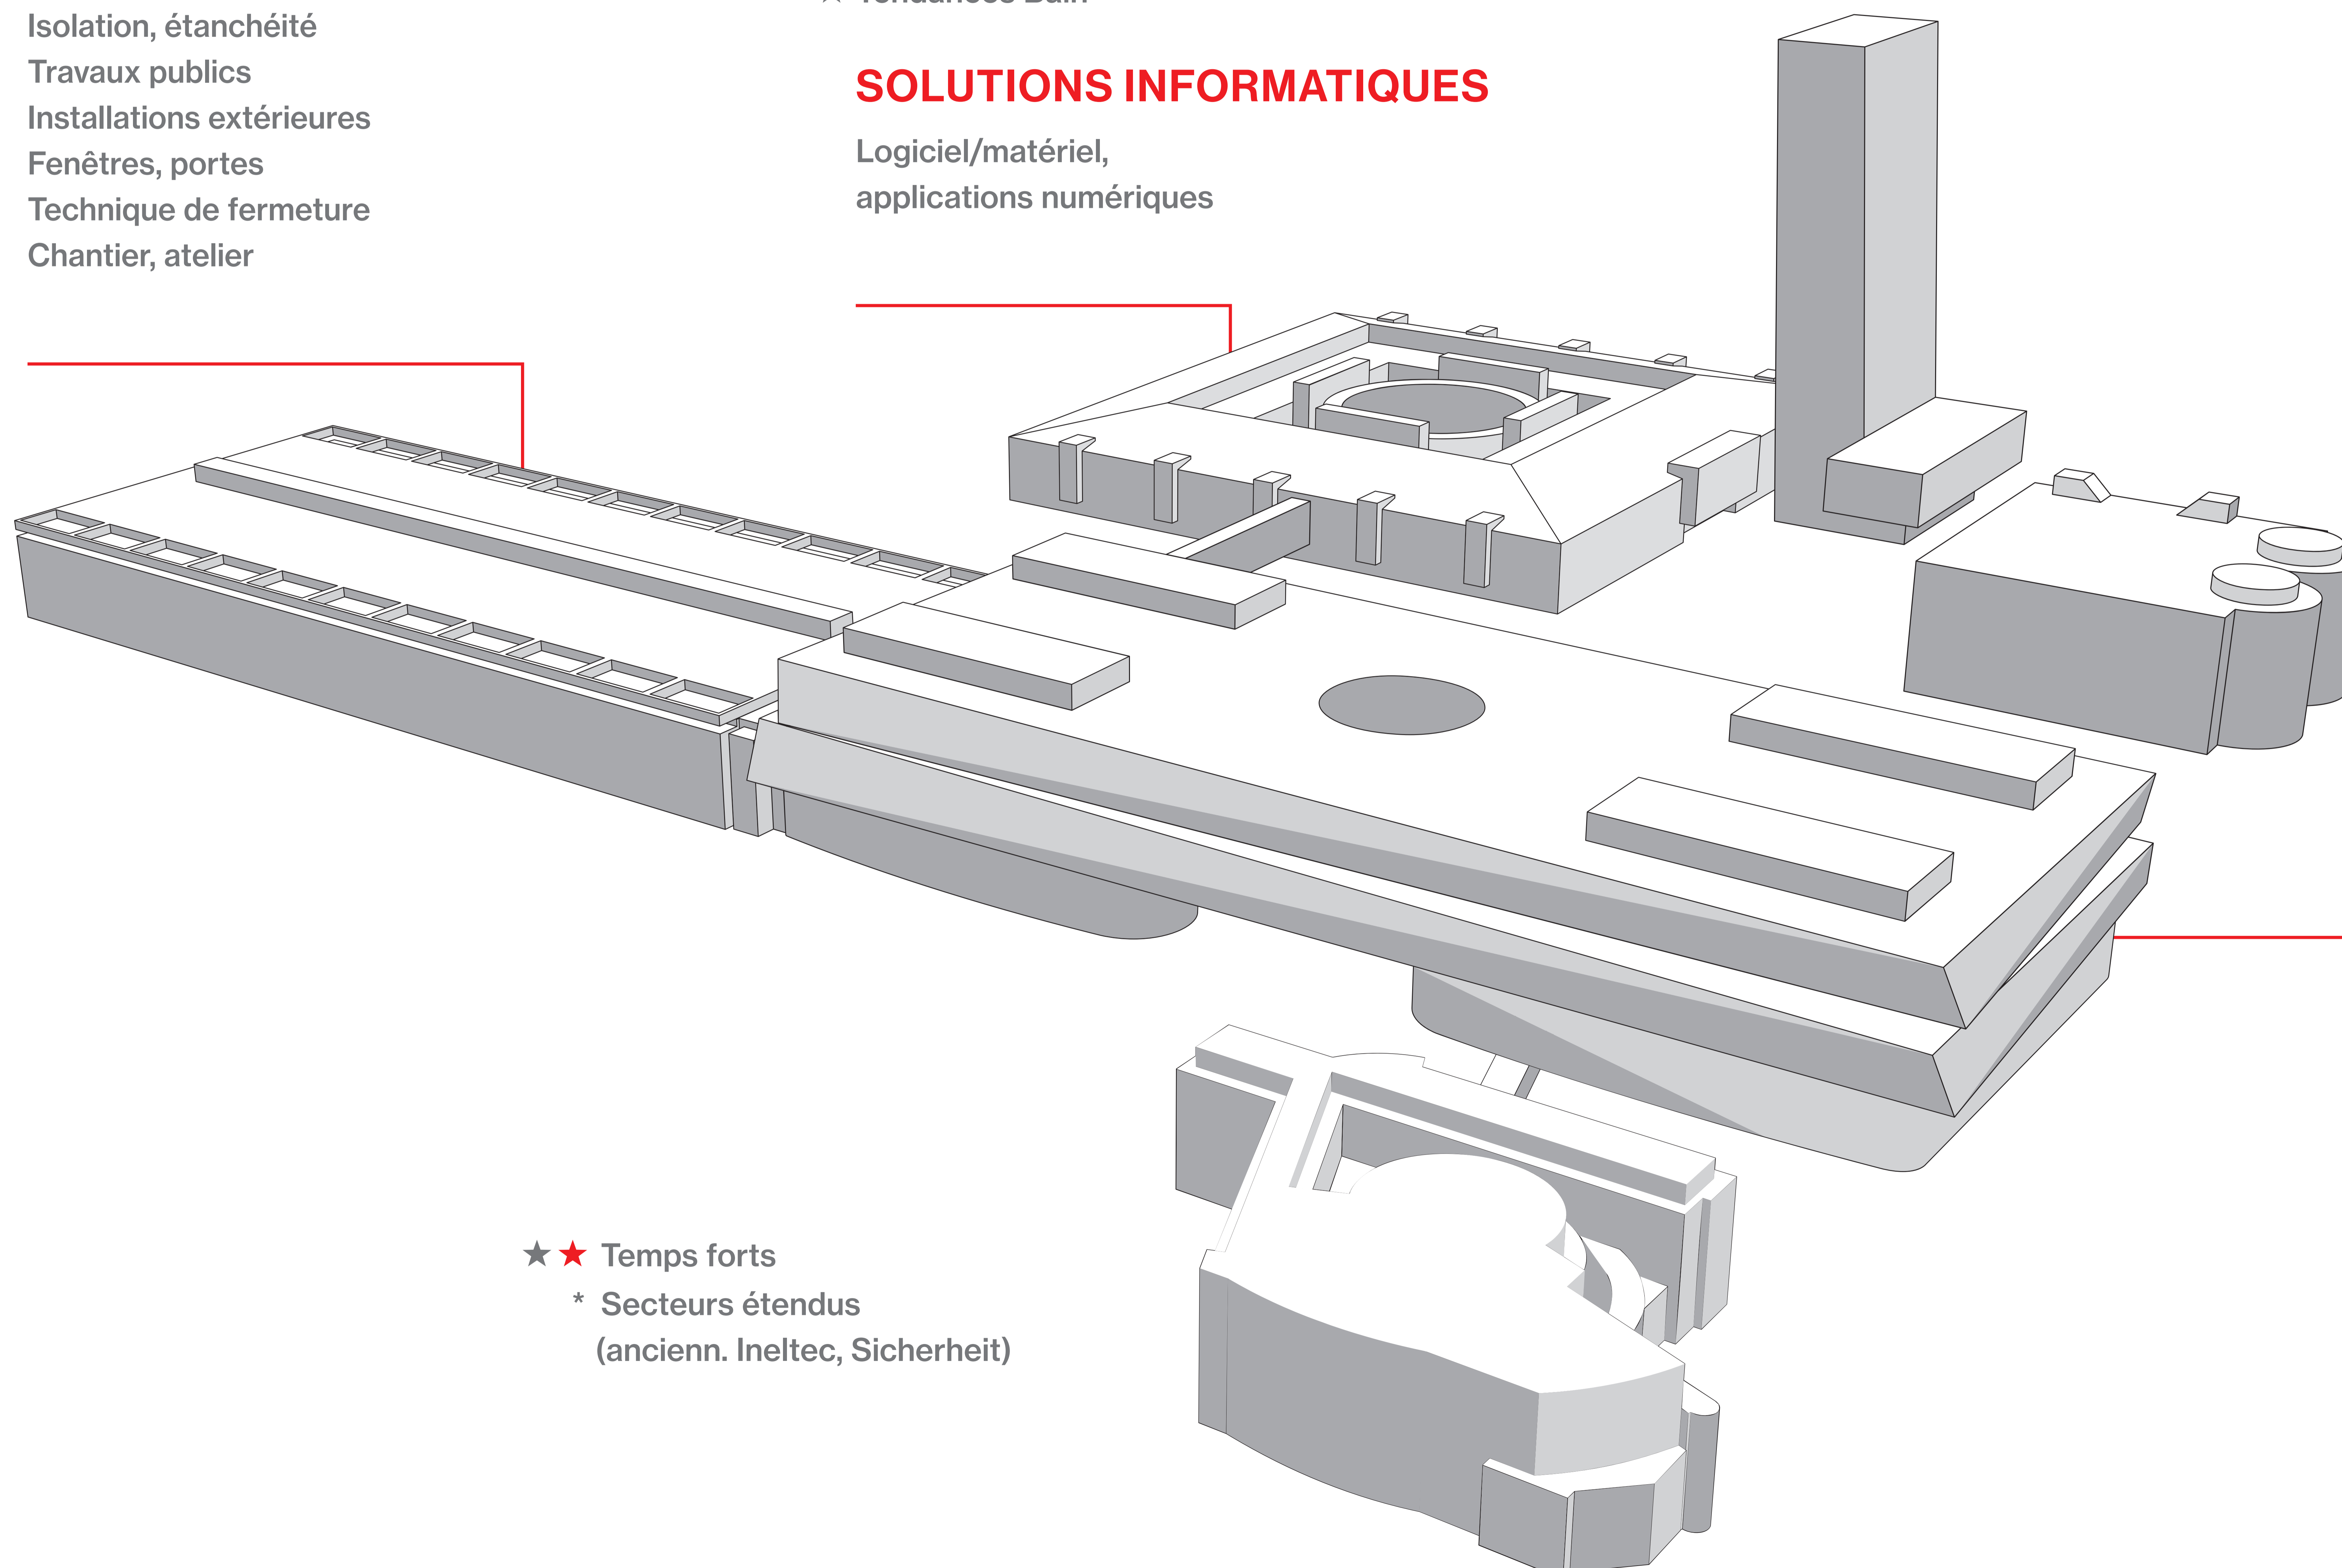 Isolation, étanchéité
Travaux publics
Installations extérieures
Fenêtres, portes
Technique de fermeture
Chantier, atelier
SOLUTIONS INFORMATIQUES
Logiciel/matériel,
applications numériques
★★ Temps forts
* Secteurs étendus
(ancienn. Ineltec, Sicherheit)